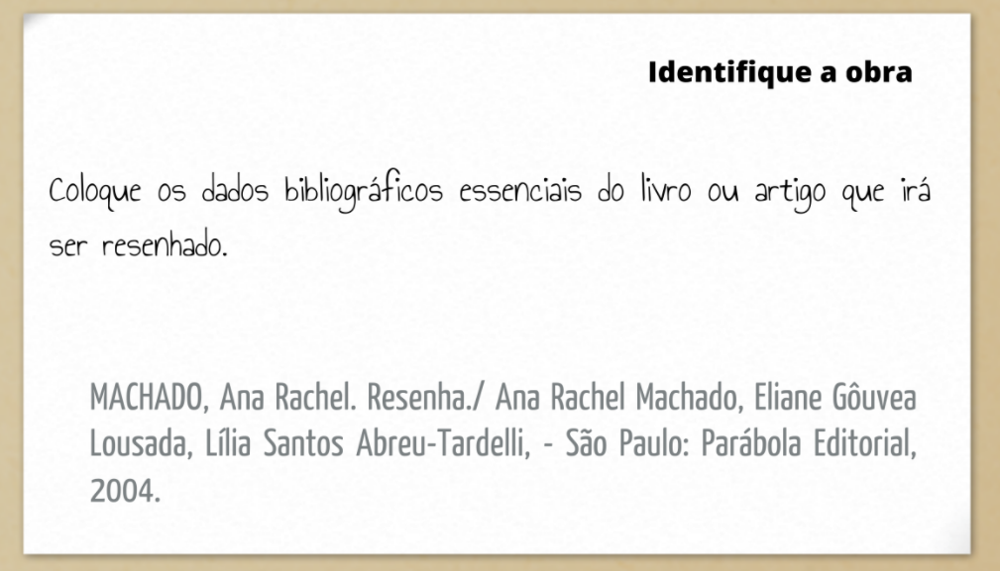 Identifique a obra
Coloque os dados bibliográficos essenciais do livro ou artigo que irá
ser resenhado.
MACHADO, Ana Rachel. Resenha./ Ana Rachel Machado, Eliane Gôuvea
Lousada, Lília Santos Abreu-Tardelli, - São Paulo: Parábola Editorial,
2004.